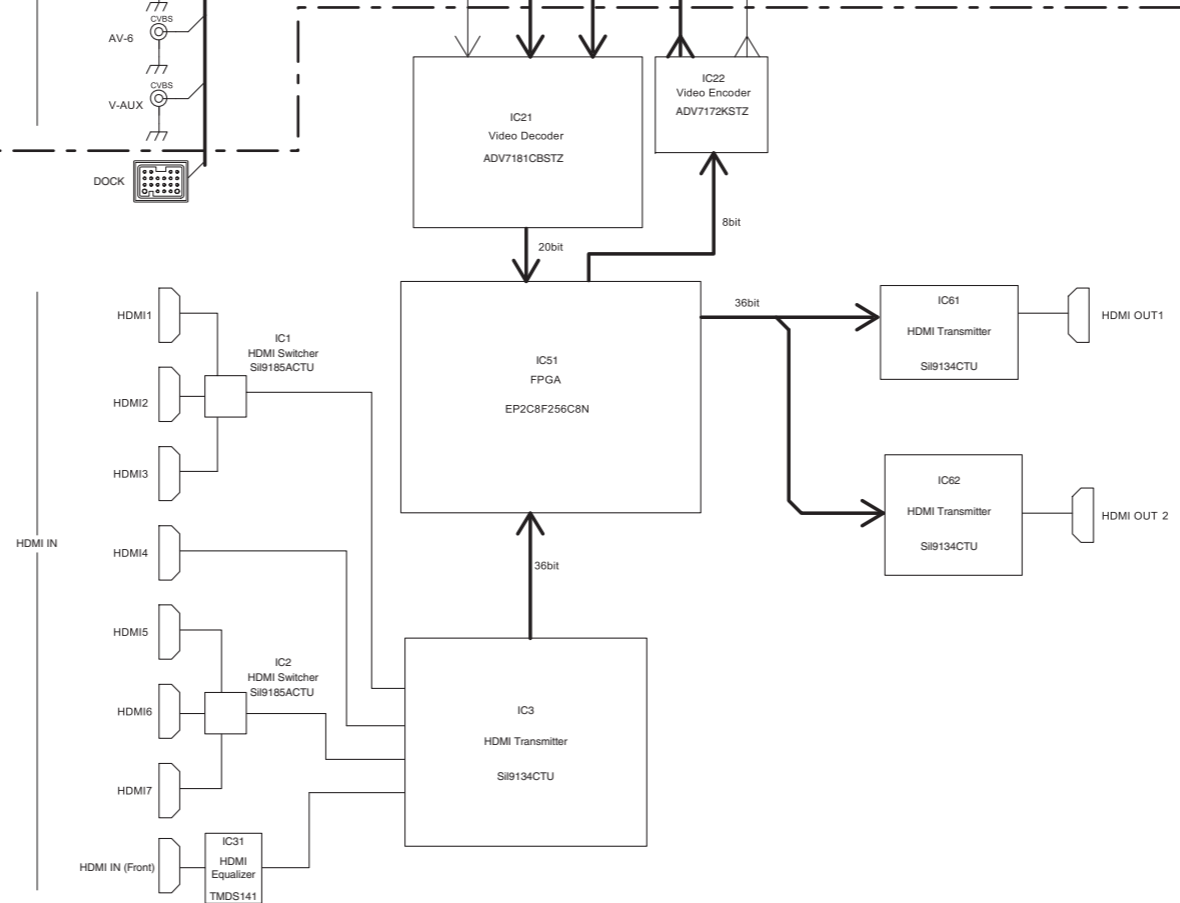 CVBS
AV-6
CVBS
V-AUX
DOCK
IC21
Video Decoder
ADV7181CBSTZ
IC22
Video Encoder
ADV7172KSTZ
20bit
8bit
HDMI IN
HDMI1
HDMI2
HDMI3
IC1
HDMI Switcher
SiI9185ACTU
HDMI4
HDMI5
HDMI6
HDMI7
IC2
HDMI Switcher
SiI9185ACTU
HDMI IN (Front)
IC31
HDMI
Equalizer
TMDS141
IC51
FPGA
EP2C8F256C8N
36bit
IC3
HDMI Transmitter
SiI9134CTU
36bit
IC61
HDMI Transmitter
SiI9134CTU
HDMI OUT1
IC62
HDMI Transmitter
SiI9134CTU
HDMI OUT 2